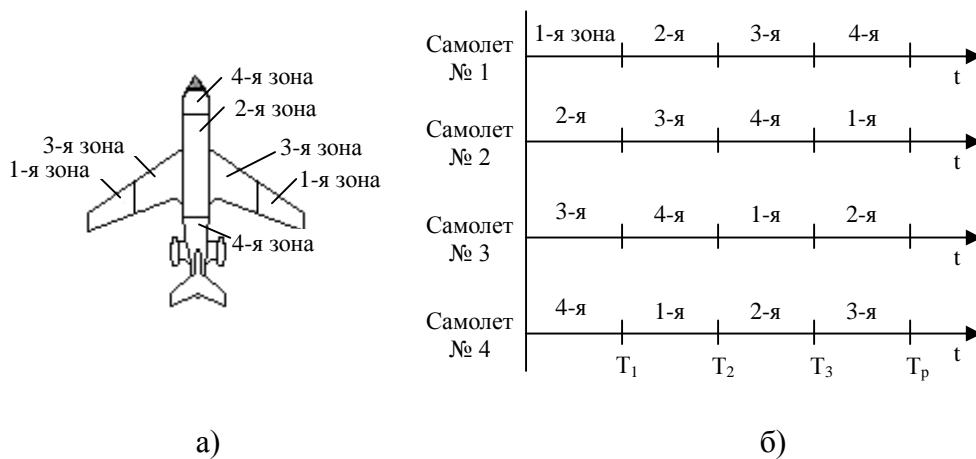 4-я зона
2-я зона
3-я зона
3-я зона
1-я зона
1-я зона
4-я зона
а)
Самолет
№ 1
1-я зона 2-я 3-я 4-я
t
Самолет
№ 2
2-я 3-я 4-я 1-я
t
Самолет
№ 3
3-я 4-я 1-я 2-я
t
Самолет
№ 4
4-я 1-я 2-я 3-я
t
T1 T2 T3 Tр
б)